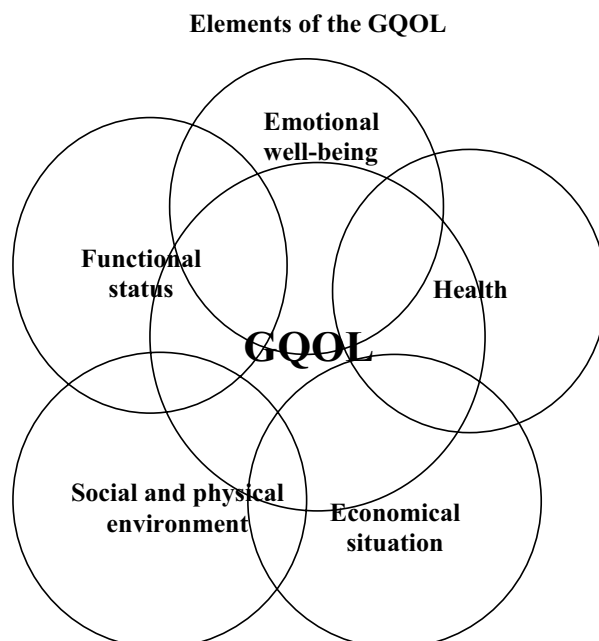 Elements of the GQOL
Emotional
well-being
Functional
status
Health
GQOL
Social and physical
environment
Economical
situation